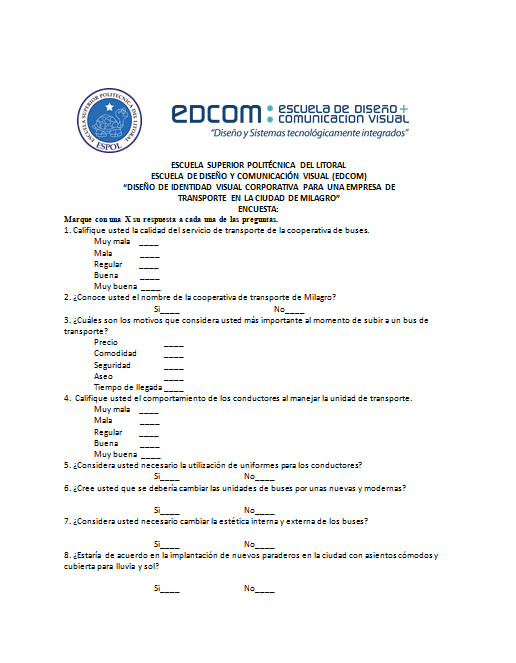 ESCUELA SUPERIOR POLITECNICA DEL LITORAL
ESPOL
EDCOM: ESCUELA DE DISEÑO +
COMUNICACIÓN VISUAL
"Diseño y Sistemas tecnológicamente integrados"
ESCUELA SUPERIOR POLITÉCNICA DEL LITORAL
ESCUELA DE DISEÑO Y COMUNICACIÓN VISUAL (EDCOM)
"DISEÑO DE IDENTIDAD VISUAL CORPORATIVA PARA UNA EMPRESA DE
TRANSPORTE EN LA CIUDAD DE MILAGRO"
ENCUESTA:
Marque con una X su respuesta a cada una de las preguntas.
1. Califique usted la calidad del servicio de transporte de la cooperativa de buses.
Muy mala ____
Mala ____
Regular ____
Buena ____
Muy buena ____
2. ¿Conoce usted el nombre de la cooperativa de transporte de Milagro?
Si____ No____
3. ¿Cuáles son los motivos que considera usted más importante al momento de subir a un bus de
transporte?
Precio ____
Comodidad ____
Seguridad ____
Aseo ____
Tiempo de llegada ____
4. Califique usted el comportamiento de los conductores al manejar la unidad de transporte.
Muy mala ____
Mala ____
Regular ____
Buena ____
Muy buena ____
5. ¿Considera usted necesario la utilización de uniformes para los conductores?
Si____ No____
6. ¿Cree usted que se debería cambiar las unidades de buses por unas nuevas y modernas?
Si____ No____
7. ¿Considera usted necesario cambiar la estética interna y externa de los buses?
Si____ No____
8. ¿Estaría de acuerdo en la implantación de nuevos paraderos en la ciudad con asientos cómodos y
cubierta para lluvia y sol?
Si____ No____